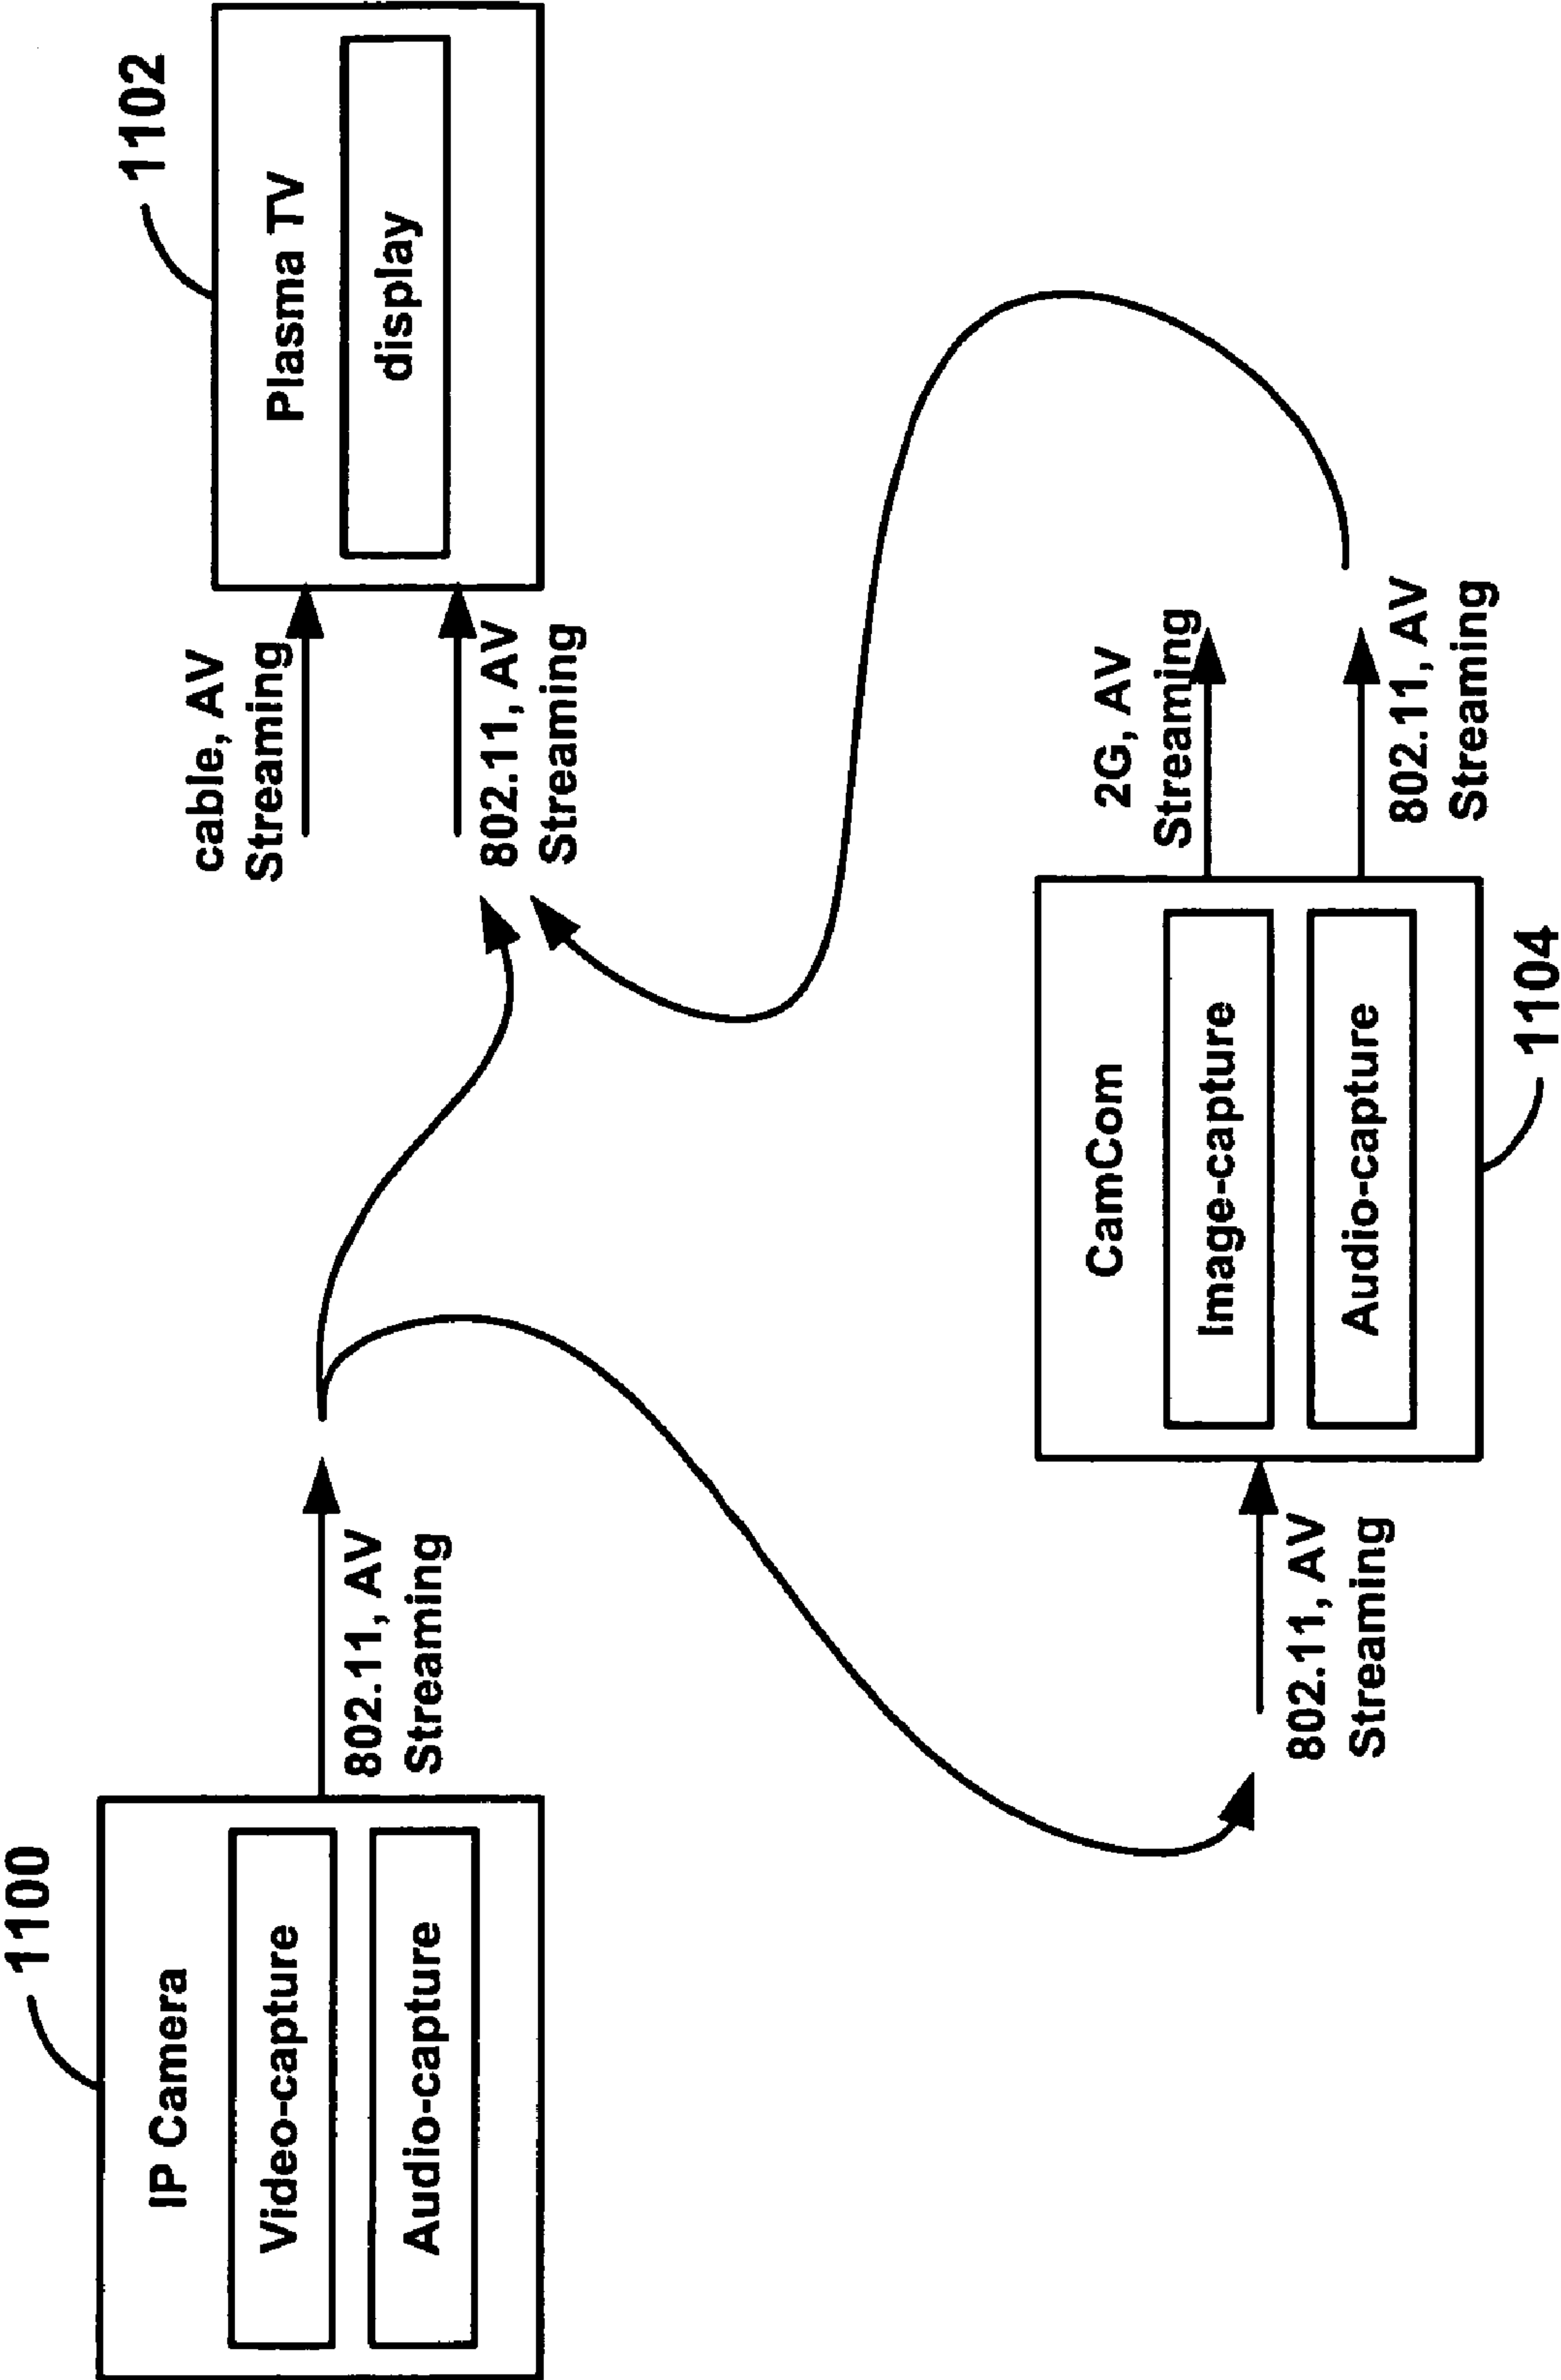 1100
IP Camera
Video-capture
Audio-capture
802.11, AV
Streaming
1102
Plasma TV
display
cable, AV
Streaming
802.11, AV
Streaming
CamCom
Image-capture
Audio-capture
1104
802.11, AV
Streaming
2G, AV
Streaming
802.11, AV
Streaming